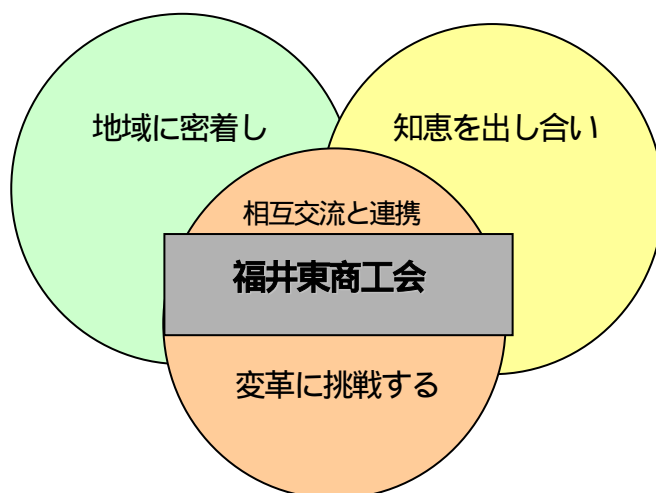 地域に密着し
知恵を出し合い
相互交流と連携
福井東商工会
変革に挑戦する